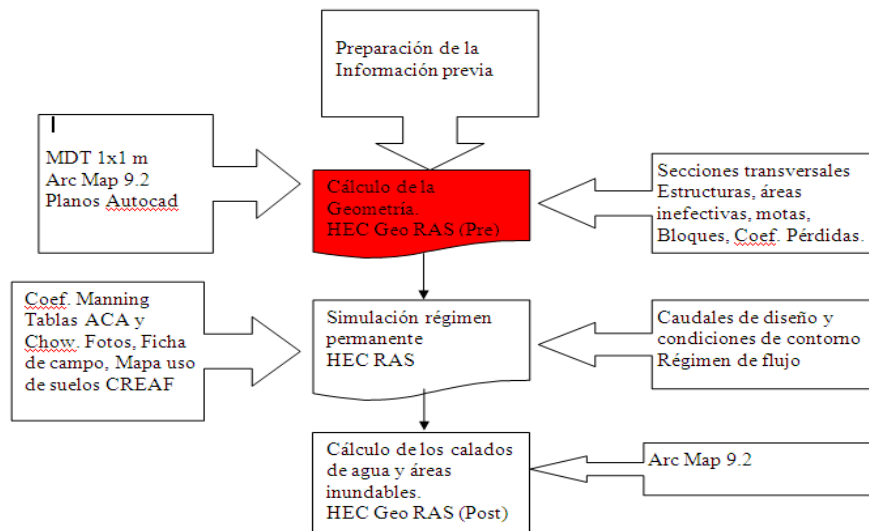 Preparación de la
Información previa
MDT 1x1 m
Arc Map 9.2
Planos Autocad
Cálculo de la
Geometría.
HEC Geo RAS (Pre)
Secciones transversales
Estructuras, áreas
inefectivas, motas,
Bloques, Coef. Pérdidas.
Coef. Manning
Tablas ACA y
Chow. Fotos, Ficha
de campo, Mapa uso
de suelos CREAF
Simulación régimen
permanente
HEC RAS
Caudales de diseño y
condiciones de contorno
Régimen de flujo
Cálculo de los calados
de agua y áreas
inundables.
HEC Geo RAS (Post)
Arc Map 9.2